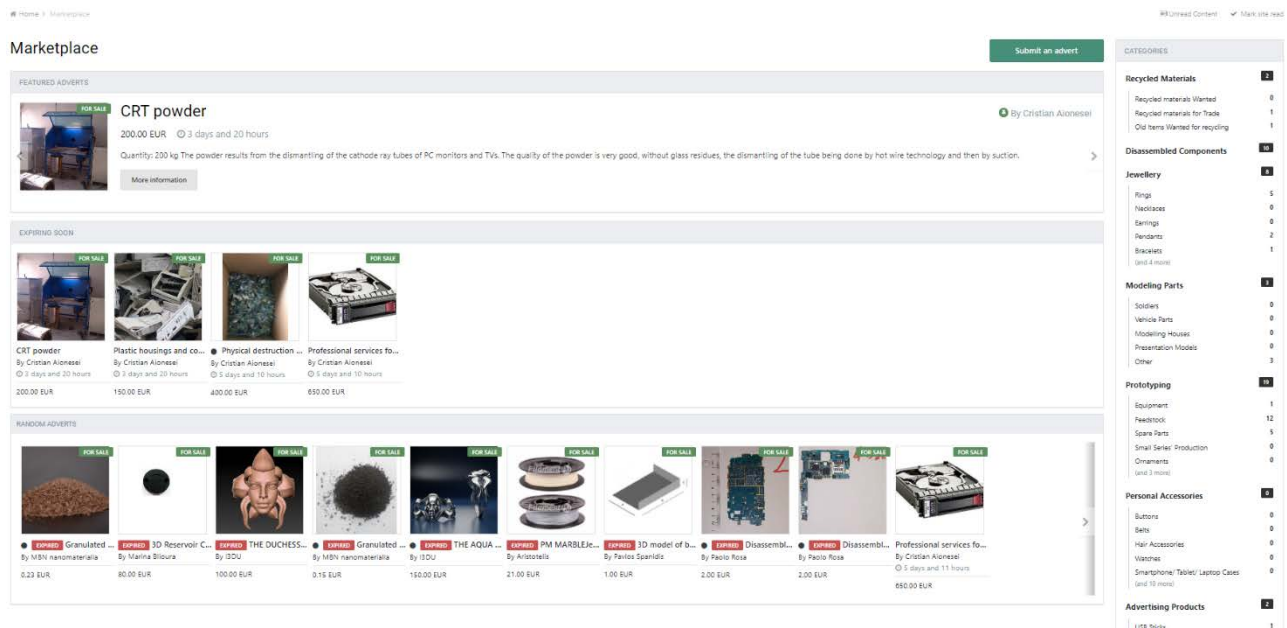 Home > Marketplace
Unread Content Mark site read
Marketplace
Submit an advert
FEATURED ADVERTS
FOR SALE
CRT powder
By Cristian Aionesei
200.00 EUR 3 days and 20 hours
Quantity: 200 kg The powder results from the dismantling of the cathode ray tubes of PC monitors and TVs. The quality of the powder is very good, without glass residues, the dismantling of the tube being done by hot wire technology and then by suction.
More information
EXPIRING SOON
FOR SALE FOR SALE FOR SALE FOR SALE
CRT powder
By Cristian Aionesei
3 days and 20 hours
200.00 EUR
Plastic housings and co...
By Cristian Aionesei
3 days and 20 hours
150.00 EUR
Physical destruction ...
By Cristian Aionesei
5 days and 10 hours
400.00 EUR
Professional services fo...
By Cristian Aionesei
5 days and 10 hours
650.00 EUR
RANDOM ADVERTS
FOR SALE FOR SALE FOR SALE FOR SALE FOR SALE FOR SALE FOR SALE FOR SALE FOR SALE FOR SALE
EXPIRED Granulated ...
By MBN nanomaterialia
0.23 EUR
EXPIRED 3D Reservoir C...
By Marina Bloura
80.00 EUR
EXPIRED THE DUCHESS...
By I3DU
100.00 EUR
EXPIRED Granulated ...
By MBN nanomaterialia
0.15 EUR
EXPIRED THE AQUA ...
By I3DU
150.00 EUR
EXPIRED PM MARBLEJe...
By Aristotelis
21.00 EUR
EXPIRED 3D model of b...
By Pavlos Spanidis
1.00 EUR
EXPIRED Disassembl...
By Paolo Rosa
2.00 EUR
EXPIRED Disassembl...
By Paolo Rosa
2.00 EUR
Professional services fo...
By Cristian Aionesei
5 days and 11 hours
650.00 EUR
CATEGORIES
Recycled Materials 2
Recycled materials Wanted 0
Recycled materials for Trade 1
Old Items Wanted for recycling 1
Disassembled Components 10
Jewellery 8
Rings 5
Necklaces 0
Earrings 0
Pendants 2
Bracelets 1
(and 4 more)
Modeling Parts
Soldiers 0
Vehicle Parts 0
Modelling Houses 0
Presentation Models 0
Other 3
Prototyping 19
Equipment 1
Feedstock 12
Spare Parts 5
Small Series' Production 0
Ornaments 0
(and 3 more)
Personal Accessories 0
Buttons 0
Belts 0
Hair Accessories 0
Watches 0
Smartphone/ Tablet/ Laptop Cases 0
(and 10 more)
Advertising Products 2
USB Sticks 1